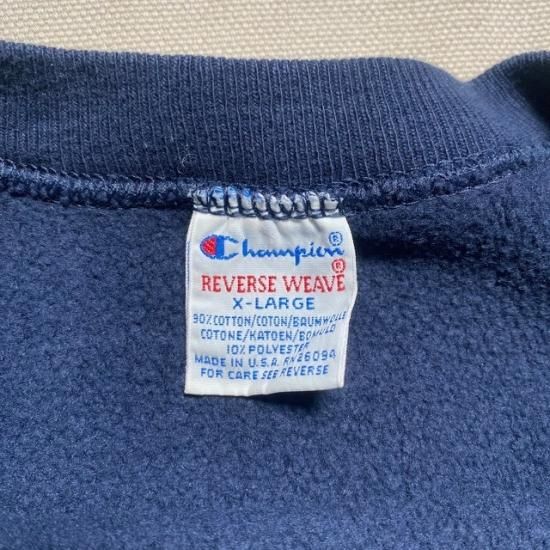 Champion®
REVERSE WEAVE®
X-LARGE
90% COTTON/COTON/BAUMWOLLE
COTONE/KATOEN/BOMULD
10% POLYESTER
MADE IN U.S.A. RN26094
FOR CARE SEE REVERSE